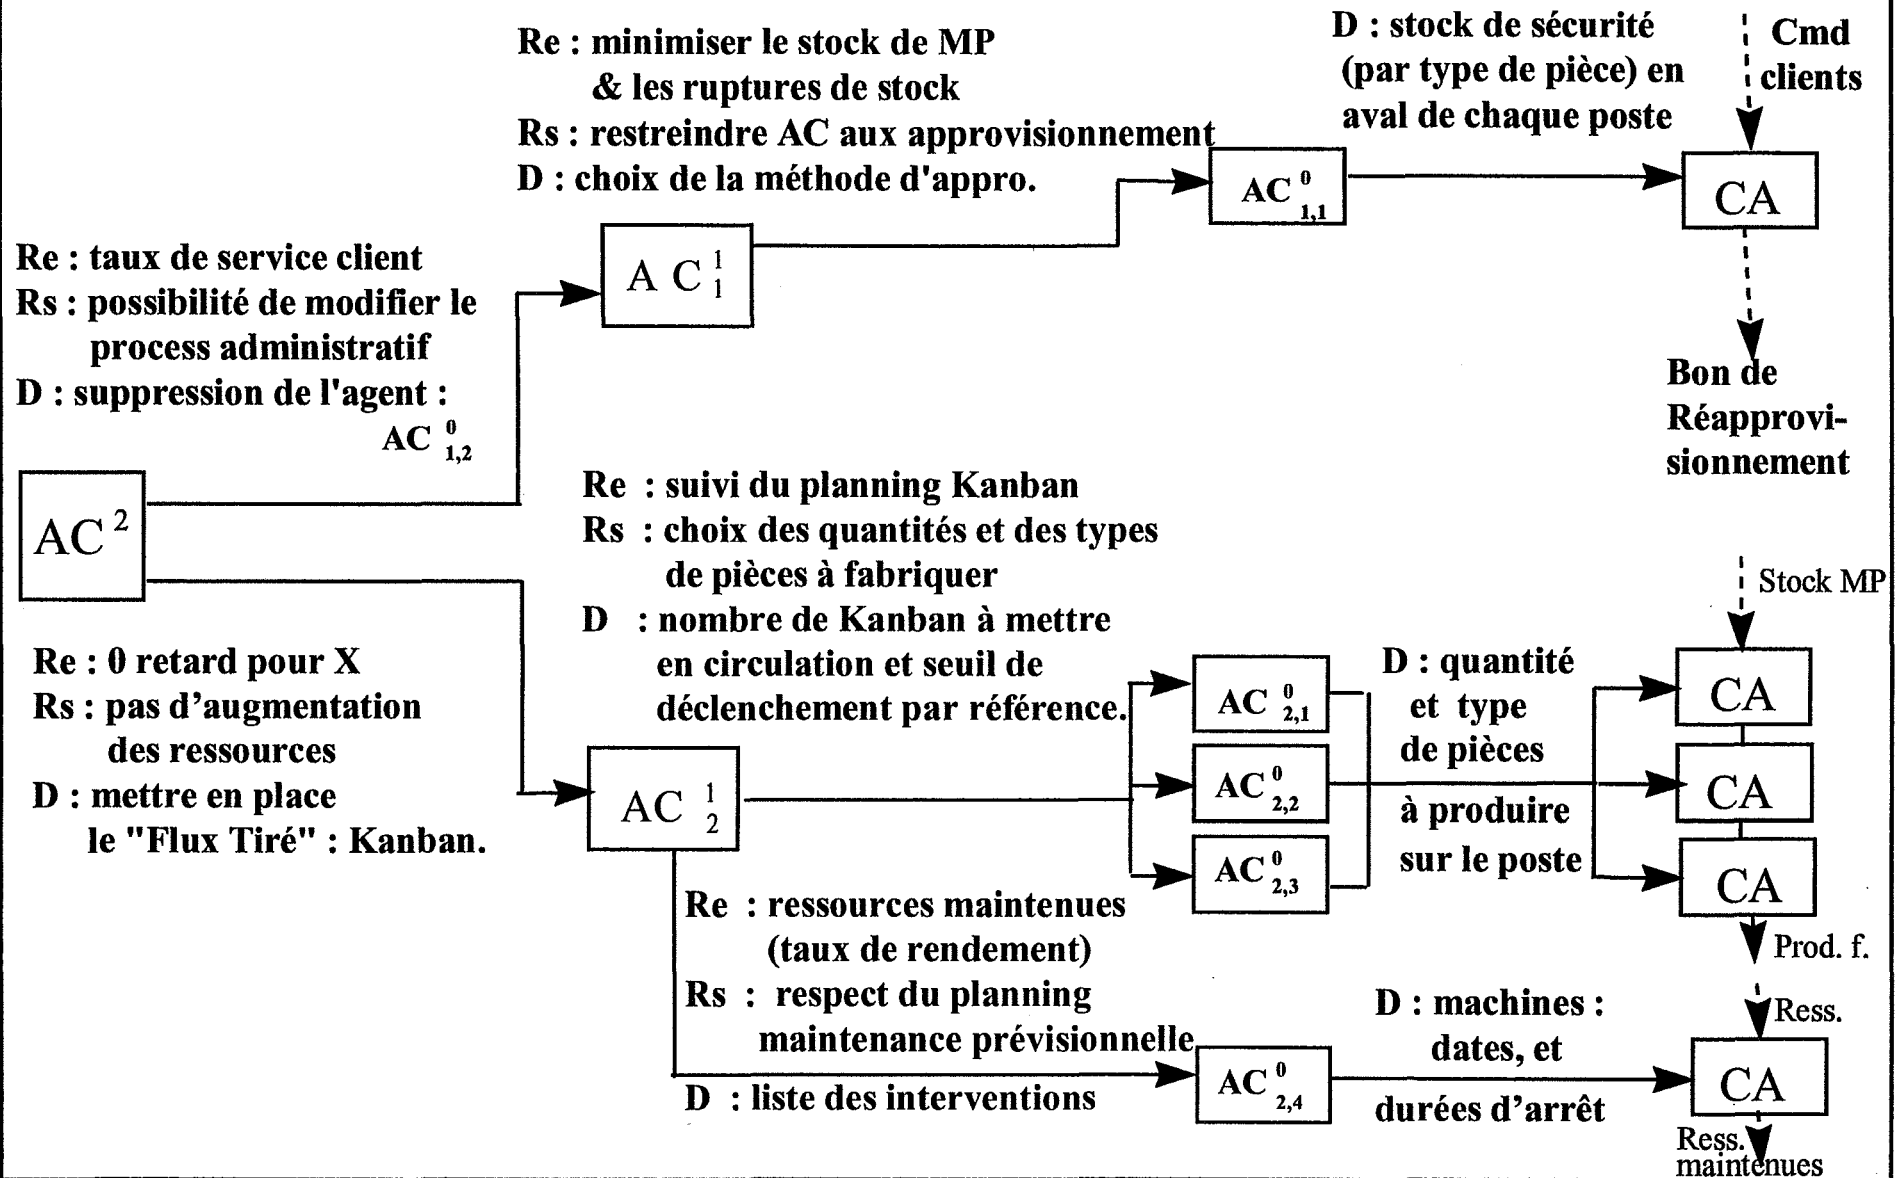 Re : minimiser le stock de MP
& les ruptures de stock
Rs : restreindre AC aux approvisionnement
D : choix de la méthode d'appro.
D : stock de sécurité
(par type de pièce) en
aval de chaque poste
Cmd
clients
AC 0 1,1
CA
Re : taux de service client
Rs : possibilité de modifier le
process administratif
D : suppression de l'agent :
AC 0 1,2
A C 1 1
Bon de
Réapprovi-
sionnement
AC 2
Re : suivi du planning Kanban
Rs : choix des quantités et des types
de pièces à fabriquer
D : nombre de Kanban à mettre
en circulation et seuil de
déclenchement par référence.
Stock MP
Re : 0 retard pour X
Rs : pas d’augmentation
des ressources
D : mettre en place
le "Flux Tiré" : Kanban.
AC 1 2
AC 0 2,1
AC 0 2,2
AC 0 2,3
D : quantité
et type
de pièces
à produire
sur le poste
CA
CA
CA
Prod. f.
Re : ressources maintenues
(taux de rendement)
Rs : respect du planning
maintenance prévisionnelle
D : liste des interventions
AC 0 2,4
D : machines :
dates, et
durées d’arrêt
Ress.
CA
Ress.
maintenues